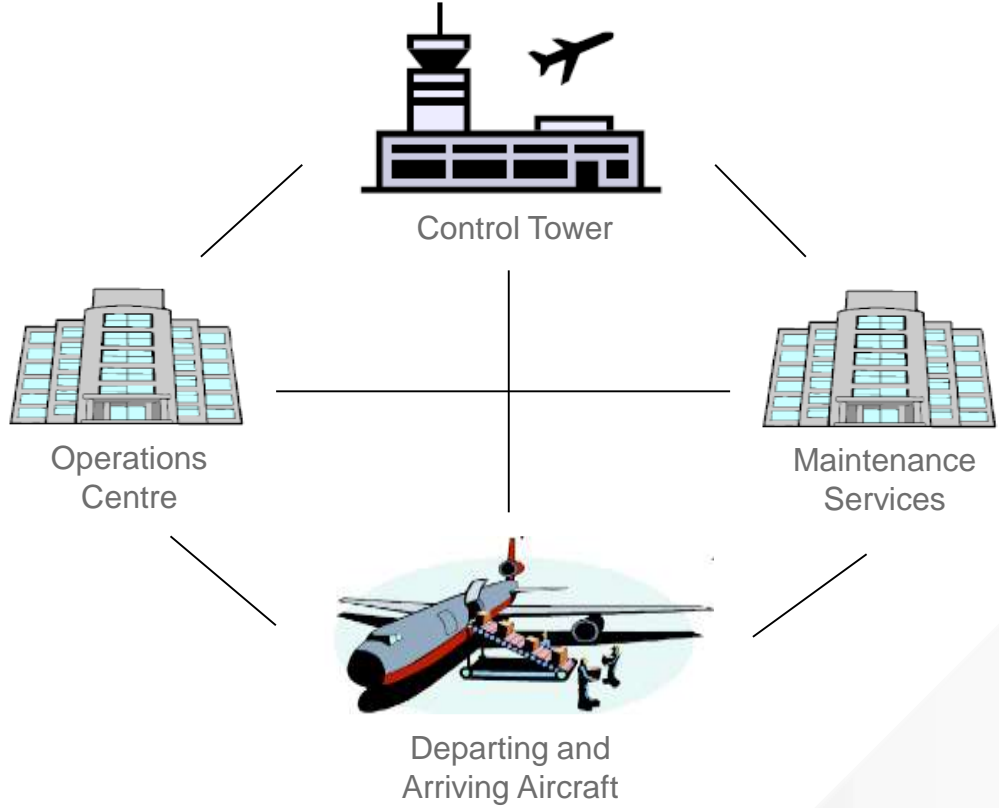 Control Tower
Operations
Centre
Maintenance
Services
Departing and
Arriving Aircraft